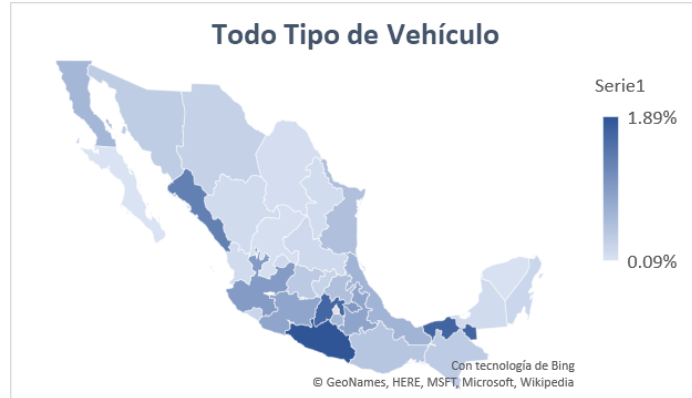 Todo Tipo de Vehículo
Serie1
1.89%
0.09%
Con tecnología de Bing
© GeoNames, HERE, MSFT, Microsoft, Wikipedia